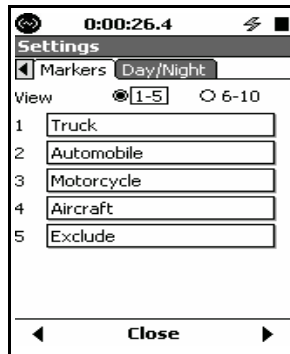 0:00:26.4
Settings
Markers Day/Night
View 1-5 6-10
1 Truck
2 Automobile
3 Motorcycle
4 Aircraft
5 Exclude
Close